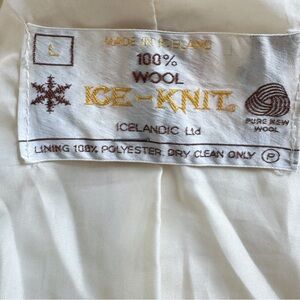 L
MADE IN ICELAND
100%
WOOL
ICE-KNIT
ICELANDIC Ltd
PURE NEW
WOOL
LINING 100% POLYESTER. DRY CLEAN ONLY P